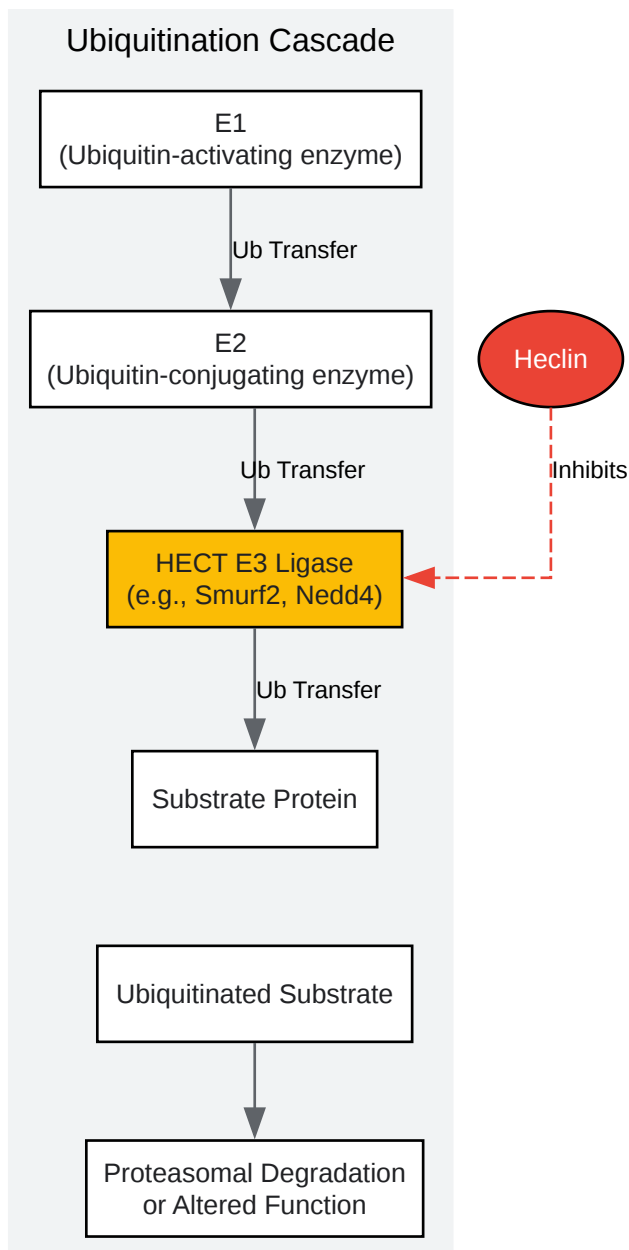 Ubiquitination Cascade
E1
(Ubiquitin-activating enzyme)
Ub Transfer
E2
(Ubiquitin-conjugating enzyme)
Heclin
Ub Transfer
Inhibits
HECT E3 Ligase
(e.g., Smurf2, Nedd4)
Ub Transfer
Substrate Protein
Ubiquitinated Substrate
Proteasomal Degradation
or Altered Function